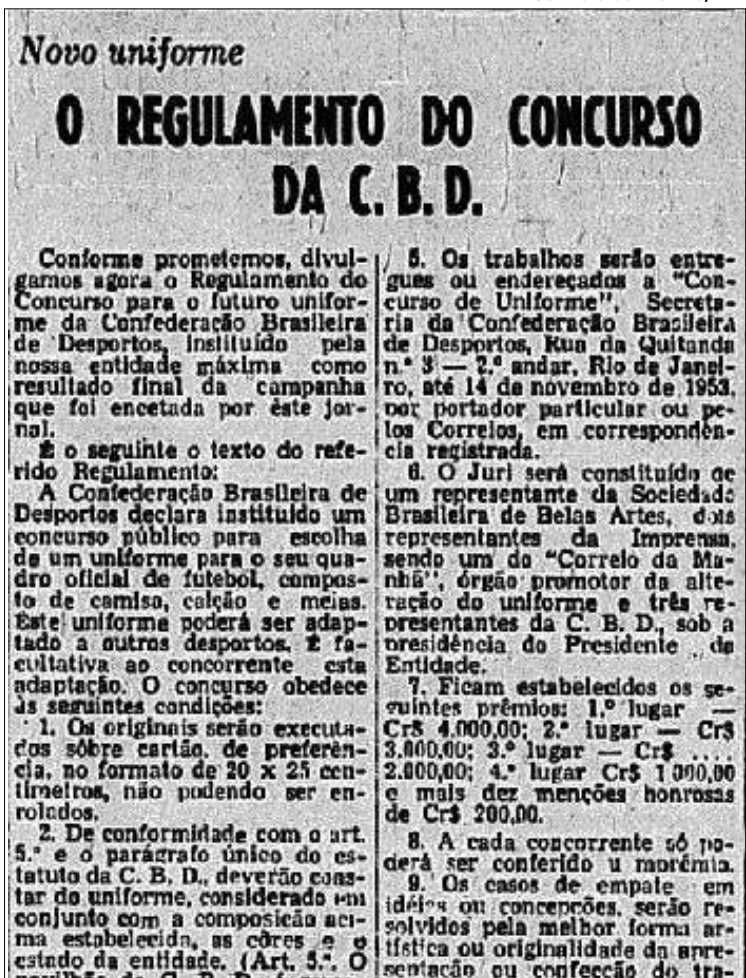 Novo uniforme
O REGULAMENTO DO CONCURSO
DA C. B. D.
Conforme prometemos, divul-
gamos agora o Regulamento do
Concurso para o futuro unifor-
me da Confederação Brasileira
de Desportos, instituído pela
nossa entidade máxima como
resultado final da campanha
que foi encetada por êste jor-
nal.
É o seguinte o texto do refe-
rido Regulamento:
A Confederação Brasileira de
Desportos declara instituído um
concurso público para escolha
de um uniforme para o seu qua-
dro oficial de futebol, compos-
to de camisa, calção e meias.
Este uniforme poderá ser adap-
tado a outros desportos. É fa-
cultativa ao concorrente esta
adaptação. O concurso obedece
às seguintes condições:
1. Os originais serão executa-
dos sôbre cartão, de preferên-
cia, no formato de 20 x 25 cen-
tímeiros, não podendo ser en-
rolados.
2. De conformidade com o art.
5.º e o parágrafo único do es-
tatuto da C. B. D., deverão cons-
tar do uniforme, considerado em
conjunto com a composição aci-
ma estabelecida, as côres e o
estado da entidade. (Art. 5.º. O
pavilhão da C. B. D.
5. Os trabalhos serão entre-
gues ou endereçados a "Con-
curso de Uniforme", Secreta-
ria da Confederação Brasileira
de Desportos, Rua da Quitanda
n.º 3 — 2.º andar, Rio de Janei-
ro, até 14 de novembro de 1953,
por portador particular ou pe-
los Correios, em correspondên-
cia registrada.
6. O Juri será constituído de
um representante da Sociedade
Brasileira de Belas Artes, dois
representantes da Imprensa,
sendo um do "Correio da Ma-
nhã", órgão promotor da alte-
ração do uniforme e três re-
presentantes da C. B. D., sob a
presidência do Presidente da
Entidade.
7. Ficam estabelecidos os se-
guintes prêmios: 1.º lugar —
Cr$ 4.000,00; 2.º lugar — Cr$
3.000,00; 3.º lugar — Cr$ ....
2.000,00; 4.º lugar Cr$ 1 000,00
e mais dez menções honrosas
de Cr$ 200,00.
8. A cada concorrente só po-
derá ser conferido u mprêmio.
9. Os casos de empate em
idéias ou concepções, serão re-
solvidos pela melhor forma ar-
tística ou originalidade da apre-
sentação ou confecção tra-